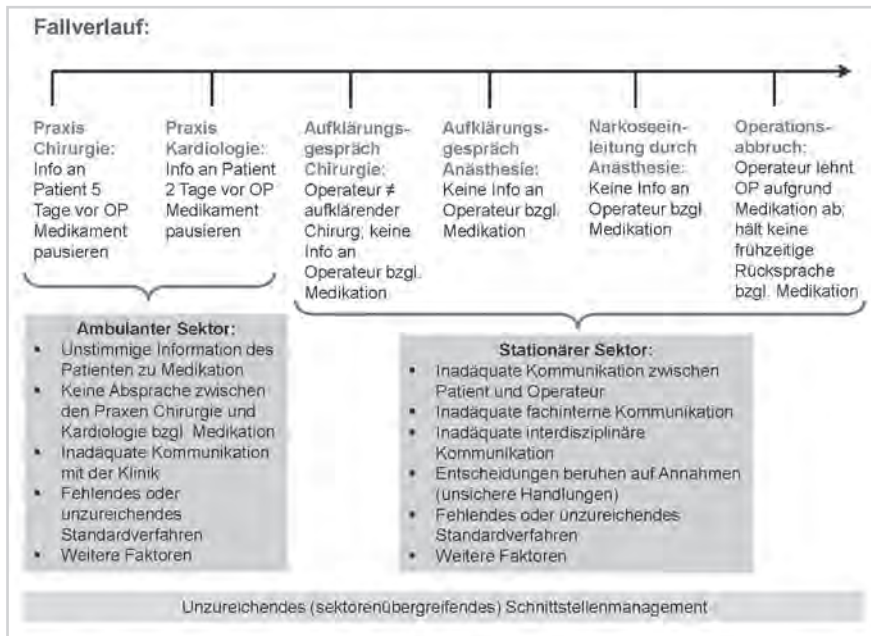 Fallverlauf:
Praxis
Chirurgie:
Info an
Patient 5
Tage vor OP
Medikament
pausieren
Praxis
Kardiologie:
Info an Patient
2 Tage vor OP
Medikament
pausieren
Aufklärungs-
gespräch
Chirurgie:
Operateur ≠
aufklärender
Chirurg; keine
Info an
Operateur bzgl.
Medikation
Aufklärungs-
gespräch
Anästhesie:
Keine Info an
Operateur bzgl.
Medikation
Narkoseein-
leitung durch
Anästhesie:
Keine Info an
Operateur bzgl
Medikation
Operations-
abbruch:
Operateur lehnt
OP aufgrund
Medikation ab;
hält keine
frühzeitige
Rücksprache
bzgl. Medikation
Ambulanter Sektor:
▪ Unstimmige Information des
Patienten zu Medikation
▪ Keine Absprache zwischen
den Praxen Chirurgie und
Kardiologie bzgl. Medikation
▪ Inadäquate Kommunikation
mit der Klinik
▪ Fehlendes oder
unzureichendes
Standardverfahren
▪ Weitere Faktoren
Stationärer Sektor:
▪ Inadäquate Kommunikation zwischen
Patient und Operateur
▪ Inadäquate fachinterne Kommunikation
▪ Inadäquate interdisziplinäre
Kommunikation
▪ Entscheidungen beruhen auf Annahmen
(unsichere Handlungen)
▪ Fehlendes oder unzureichendes
Standardverfahren
▪ Weitere Faktoren
Unzureichendes (sektorenübergreifendes) Schnittstellenmanagement